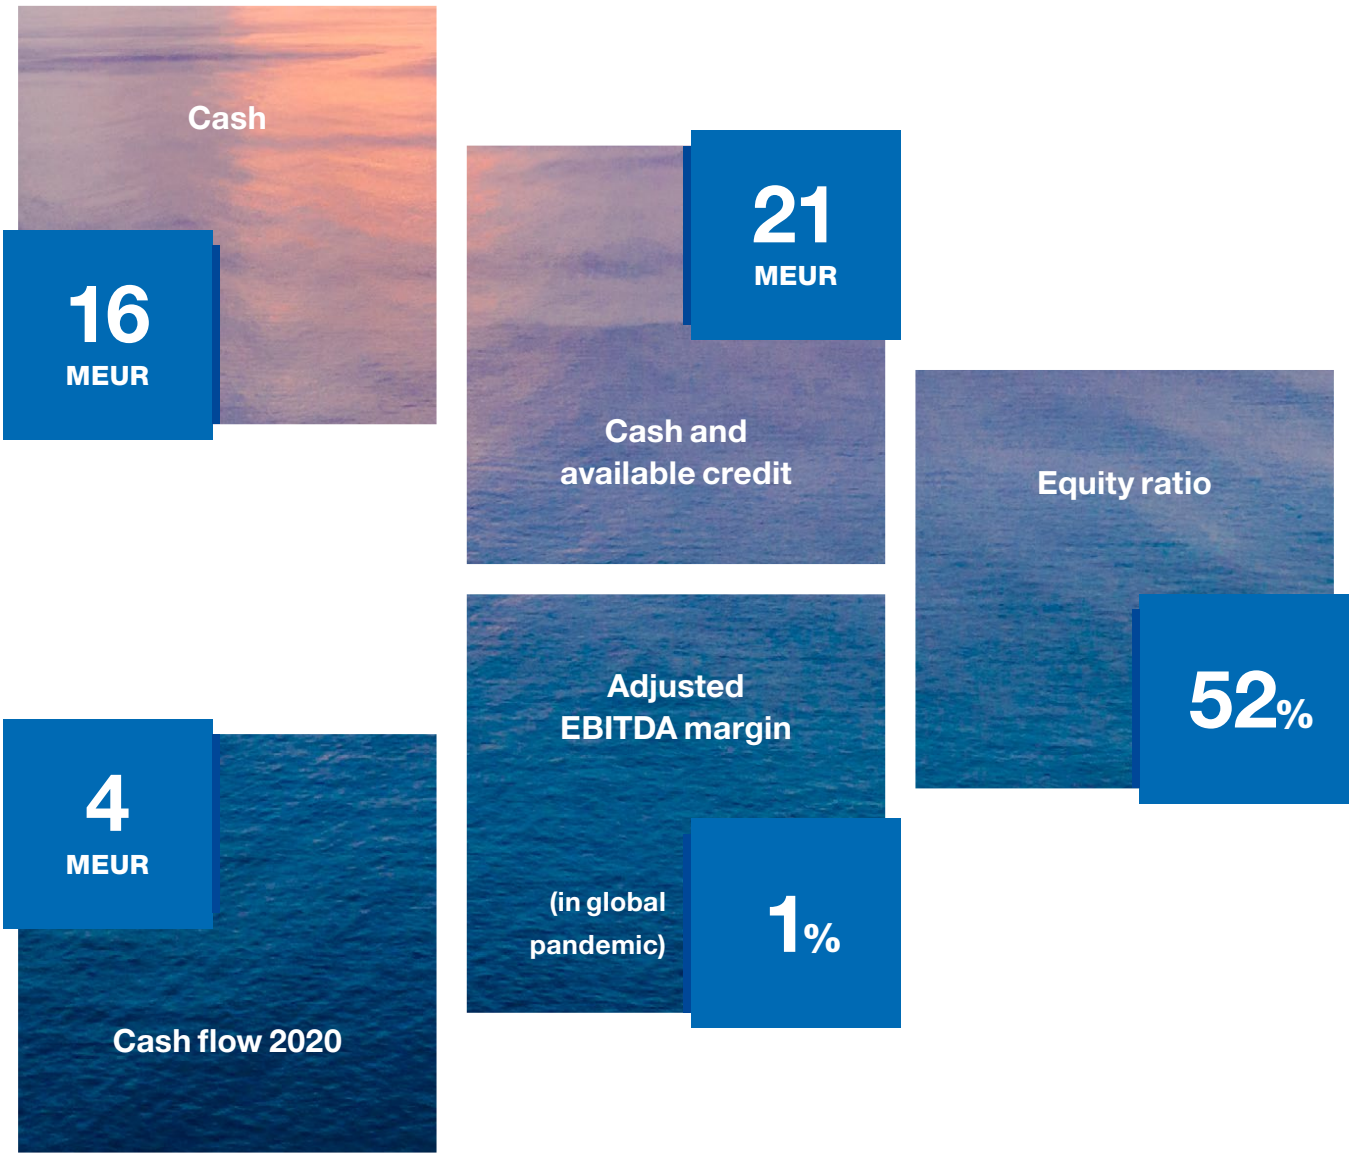 Cash
16
MEUR
21
MEUR
Cash and
available credit
Equity ratio
52%
Adjusted
EBITDA margin
(in global
pandemic)
1%
4
MEUR
Cash flow 2020